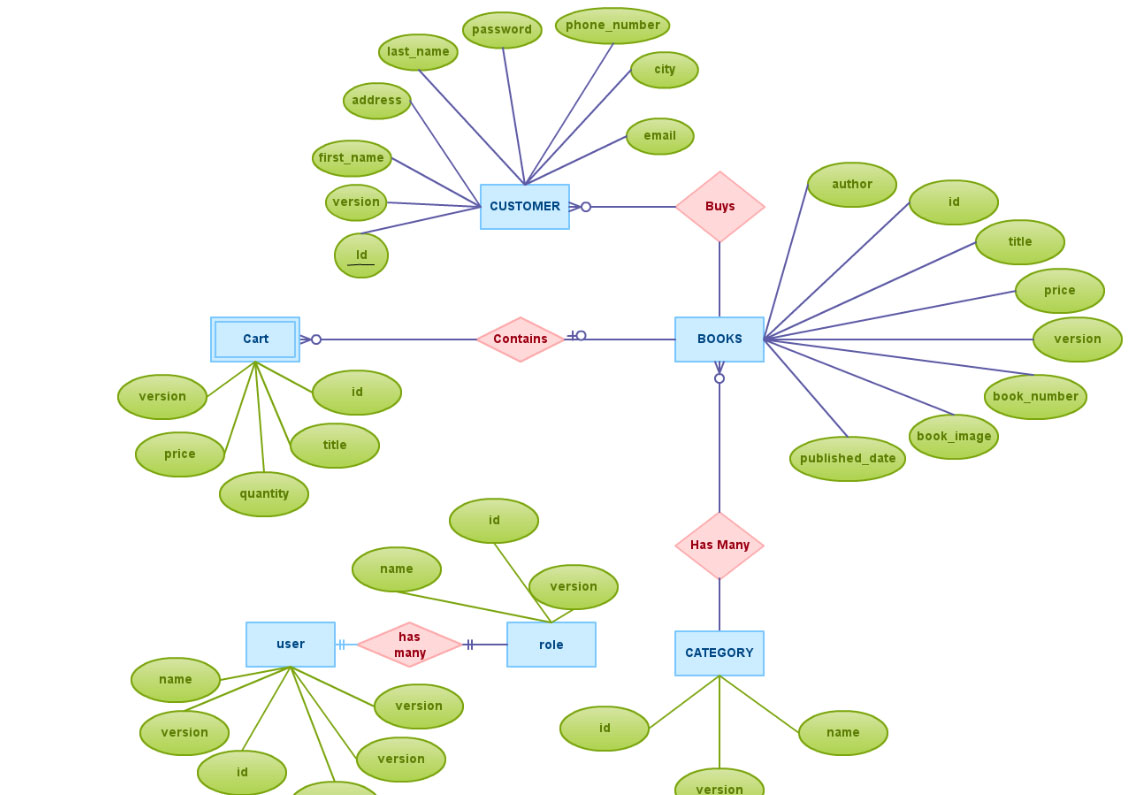 phone_number
password
last_name
city
address
email
first_name
version
Id
CUSTOMER
Buys
author
id
title
price
version
book_number
book_image
published_date
BOOKS
Contains
Cart
version
id
price
title
quantity
id
name
version
user
has
many
role
Has Many
CATEGORY
name
version
version
version
id
id
name
version